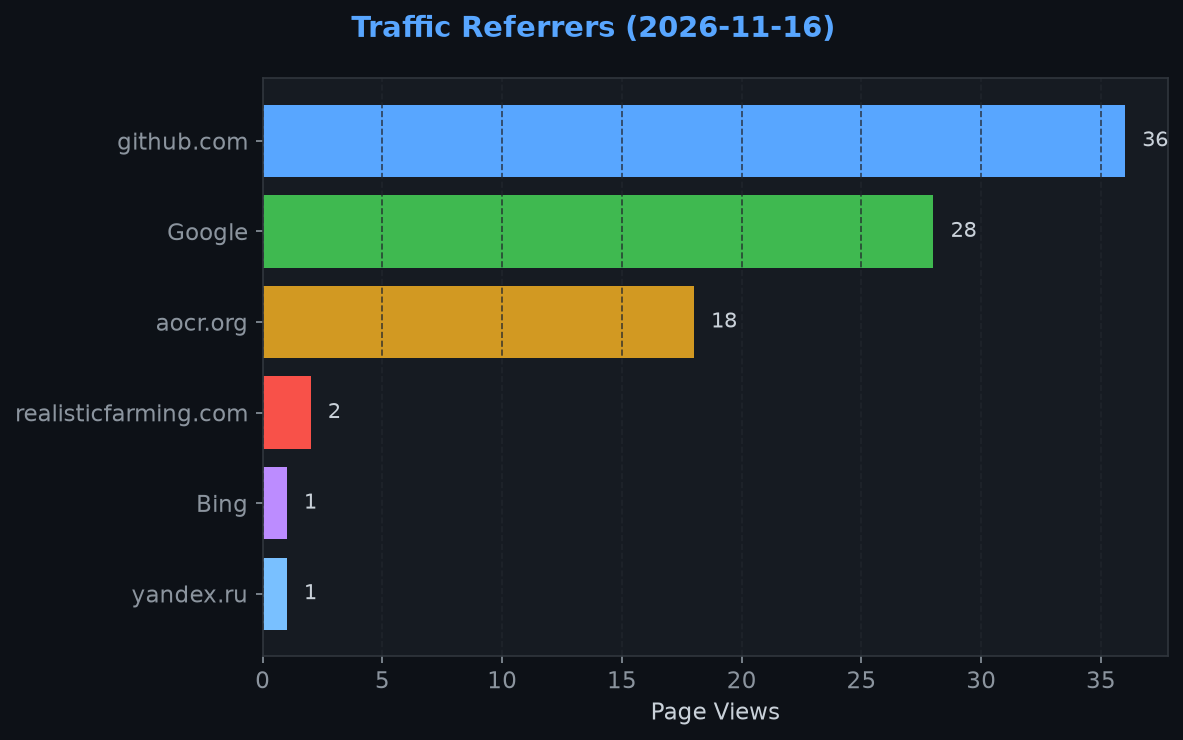 Traffic Referrers (2026-11-16)
github.com
36
Google
28
aocr.org
18
realisticfarming.com
2
Bing
1
yandex.ru
1
0 5 10 15 20 25 30 35
Page Views